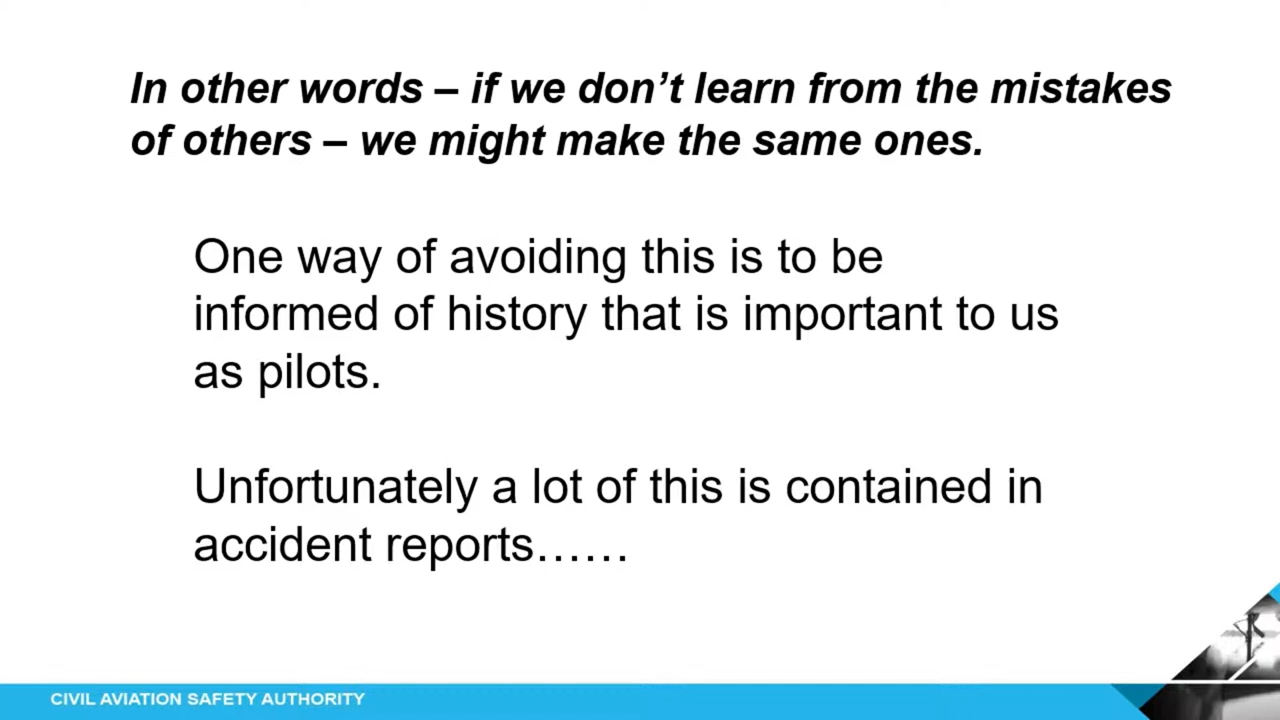 In other words – if we don’t learn from the mistakes
of others – we might make the same ones.
One way of avoiding this is to be
informed of history that is important to us
as pilots.
Unfortunately a lot of this is contained in
accident reports……
CIVIL AVIATION SAFETY AUTHORITY